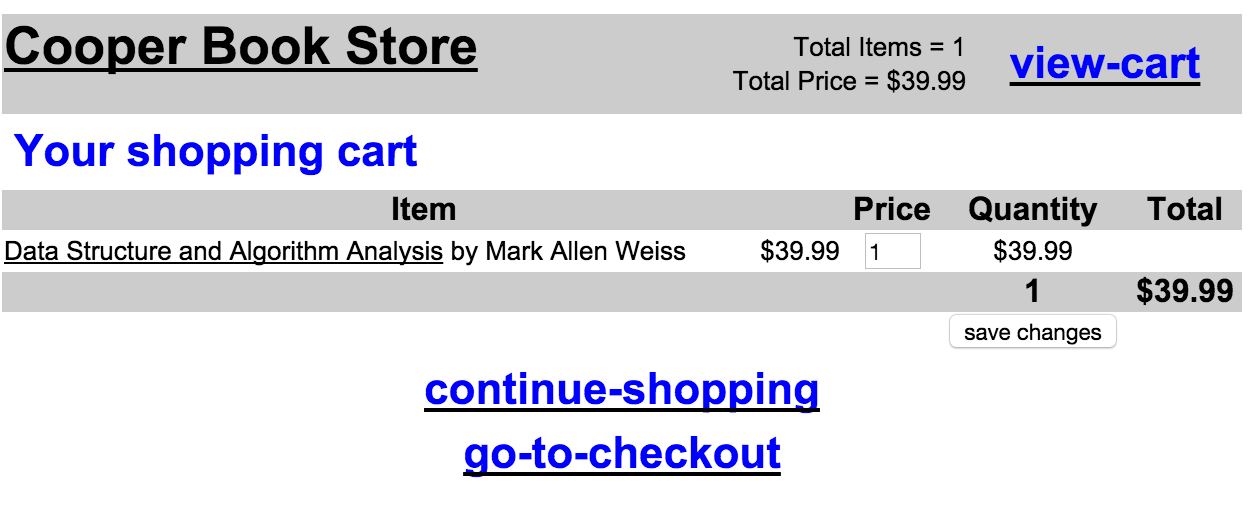 Cooper Book Store
Total Items = 1
Total Price = $39.99
view-cart
Your shopping cart
Item Price Quantity Total
Data Structure and Algorithm Analysis by Mark Allen Weiss $39.99 1 $39.99
1 $39.99
save changes
continue-shopping
go-to-checkout